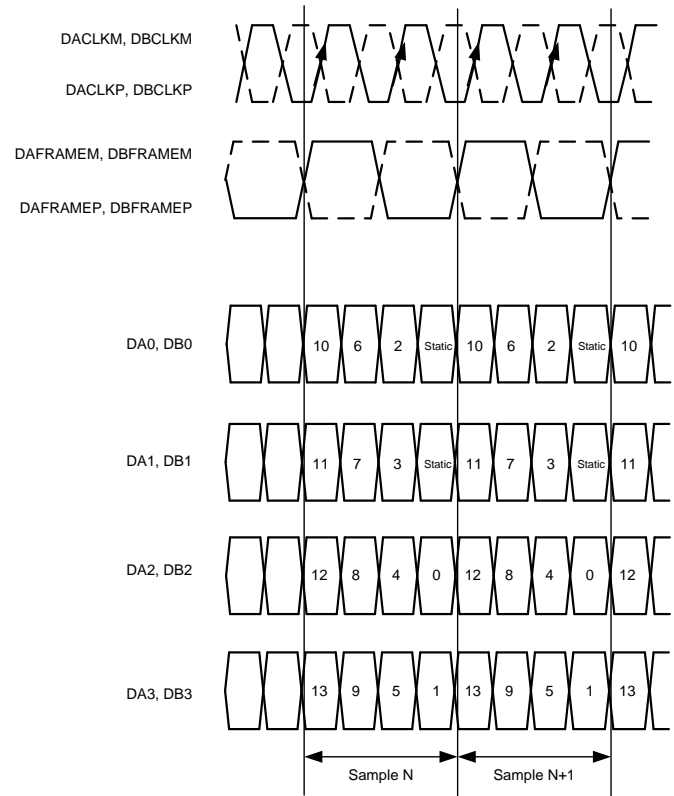 DACLKM, DBCLKM
DACLKP, DBCLKP
DAFRAMEM, DBFRAMEM
DAFRAMEP, DBFRAMEP
DA0, DB0 10 6 2 Static 10 6 2 Static 10
DA1, DB1 11 7 3 Static 11 7 3 Static 11
DA2, DB2 12 8 4 0 12 8 4 0 12
DA3, DB3 13 9 5 1 13 9 5 1 13
Sample N Sample N+1